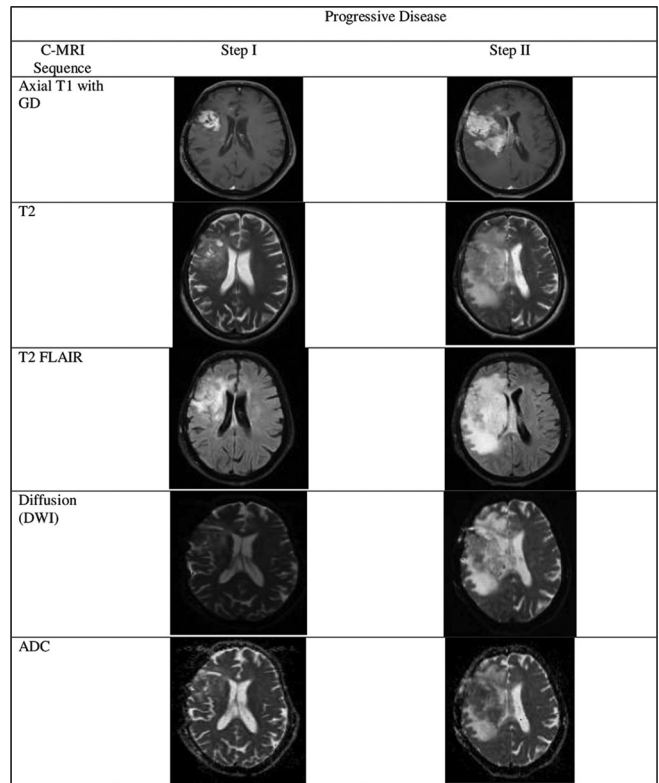 Progressive Disease
C-MRI
Sequence
Step I
Step II
Axial T1 with
GD
T2
T2 FLAIR
Diffusion
(DWI)
ADC